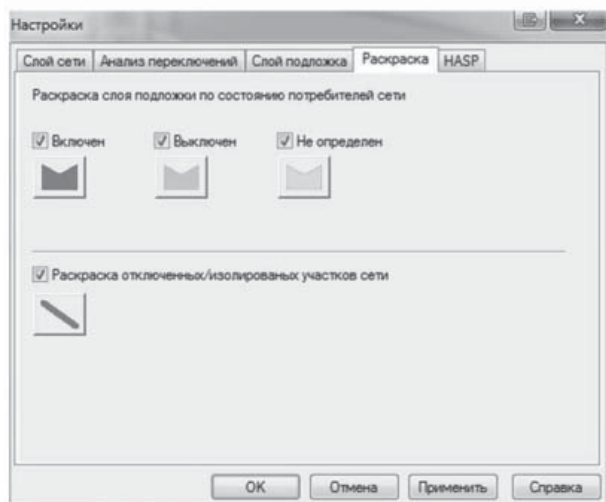 Настройки
Слой сети Анализ переключений Слой подложка Раскраска HASP
Раскраска слоя подложки по состоянию потребителей сети
Включен Выключен Не определен
Раскраска отключенных/изолированых участков сети
OK Отмена Применить Справка